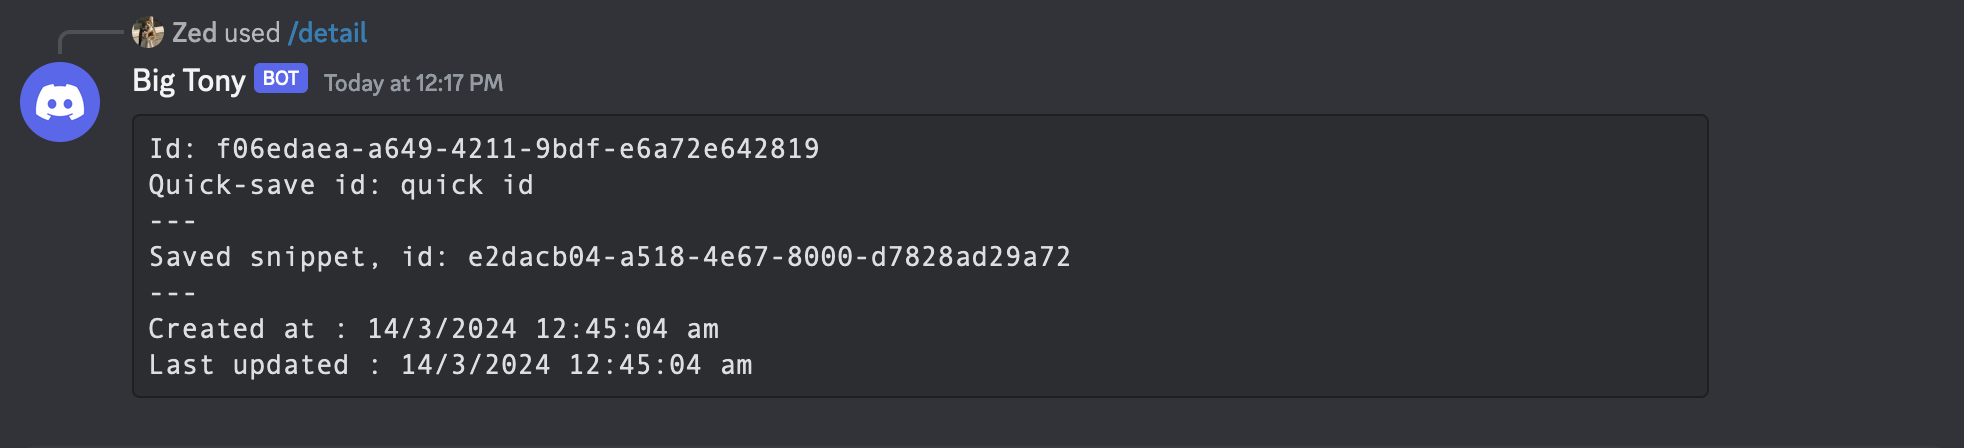 Zed used /detail
Big Tony BOT Today at 12:17 PM
Id: f06edaea-a649-4211-9bdf-e6a72e642819
Quick-save id: quick id
---
Saved snippet, id: e2dacb04-a518-4e67-8000-d7828ad29a72
---
Created at : 14/3/2024 12:45:04 am
Last updated : 14/3/2024 12:45:04 am